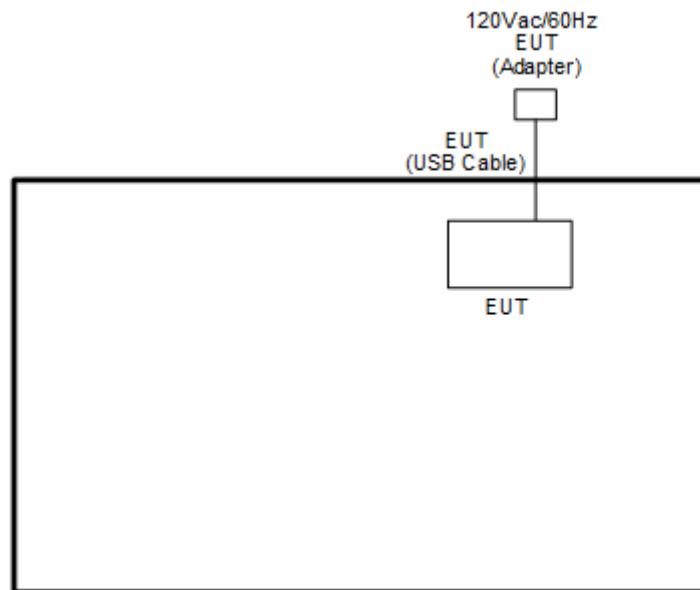 120Vac/60Hz
EUT
(Adapter)
EUT
(USB Cable)
EUT